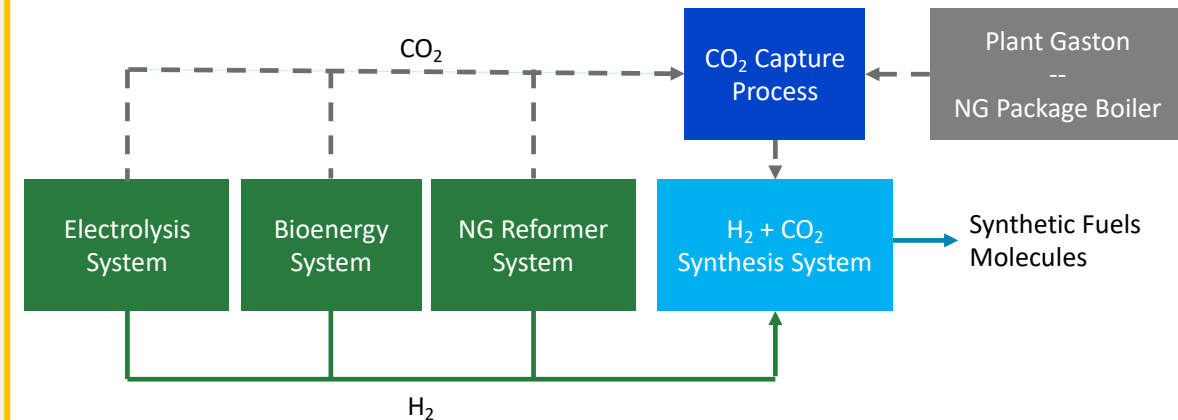 CO₂
CO₂ Capture
Process
Plant Gaston
--
NG Package Boiler
Electrolysis
System
Bioenergy
System
NG Reformer
System
H₂ + CO₂
Synthesis System
Synthetic Fuels
Molecules
H₂